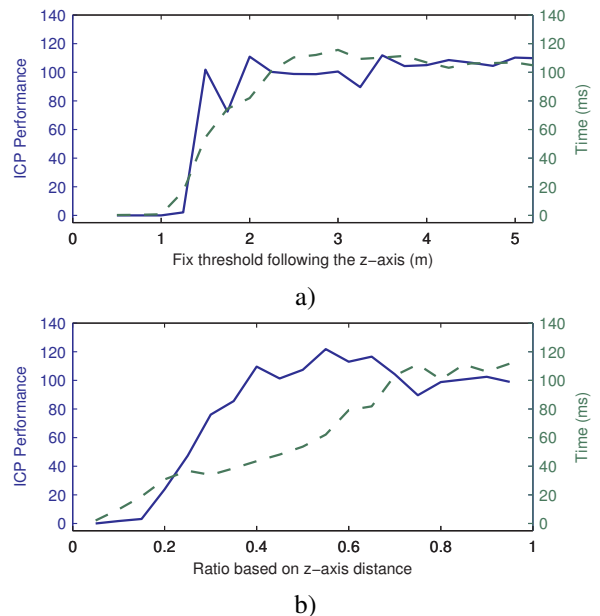 140 140
120 120
100 100
80 80
60 60
40 40
20 20
0 0
ICP Performance
Time (ms)
0 1 2 3 4 5
Fix threshold following the z−axis (m)
a)
140 140
120 120
100 100
80 80
60 60
40 40
20 20
0 0
ICP Performance
Time (ms)
0 0.2 0.4 0.6 0.8 1
Ratio based on z−axis distance
b)